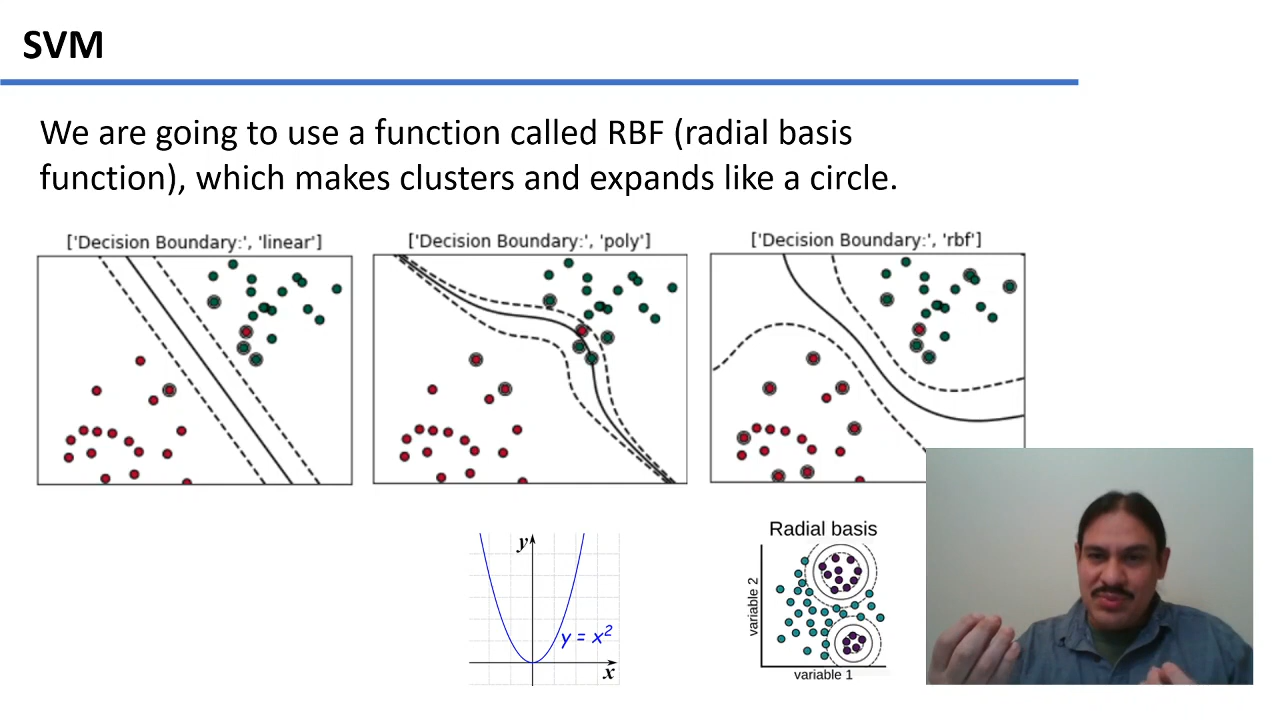 SVM
We are going to use a function called RBF (radial basis
function), which makes clusters and expands like a circle.
['Decision Boundary:', 'linear']
['Decision Boundary:', 'poly']
['Decision Boundary:', 'rbf']
y
y = x²
x
Radial basis
variable 2
variable 1